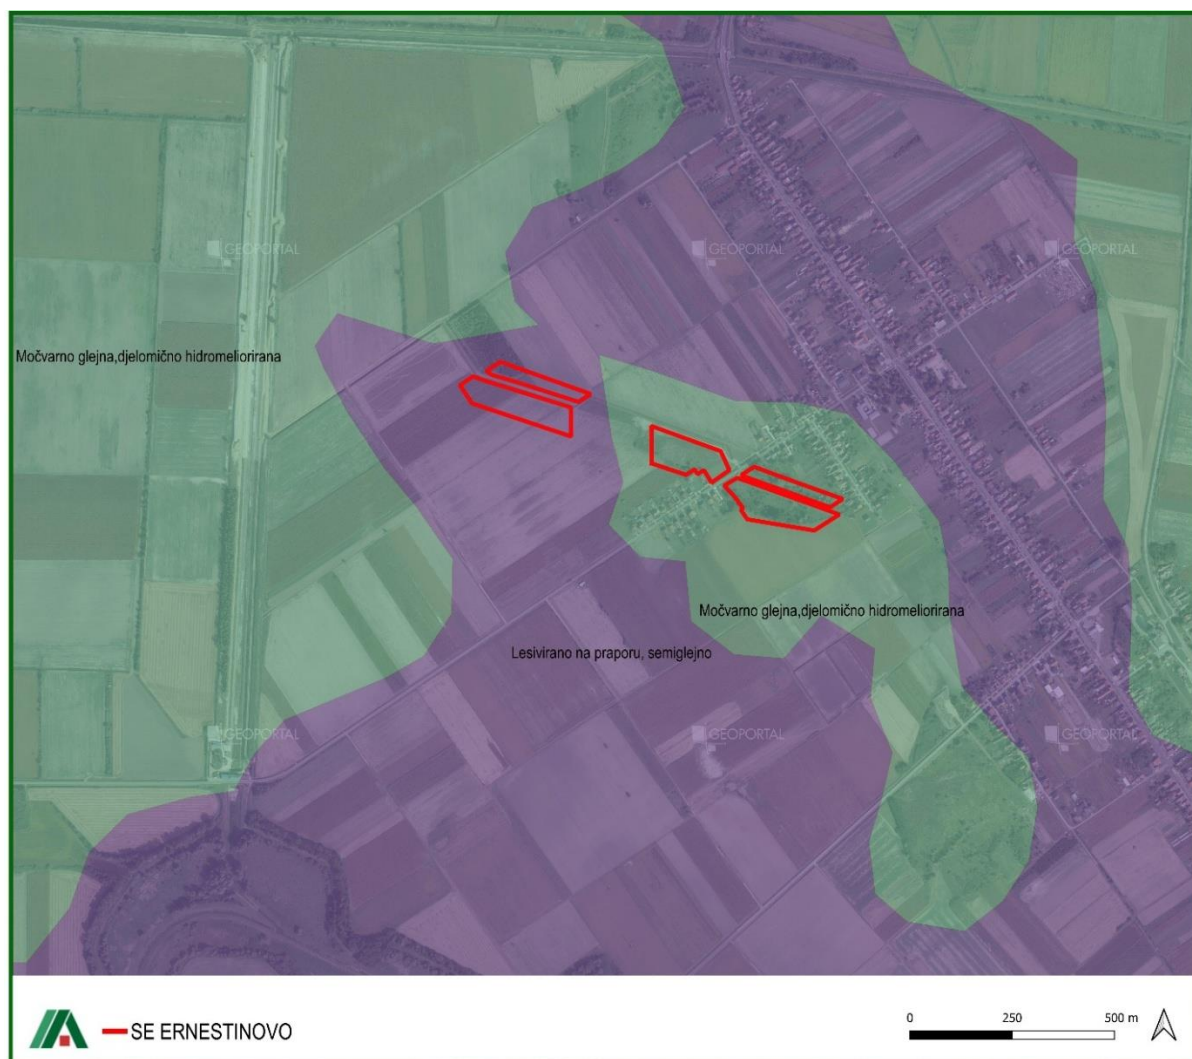 GEOPORTAL
GEOPORTAL
GEOPORTAL
Močvarno glejna,djelomično hidromeliorirana
Močvarno glejna,djelomično hidromeliorirana
Lesivirano na praporu, semiglejno
GEOPORTAL
GEOPORTAL
GEOPORTAL
SE ERNESTINOVO
0 250 500 m